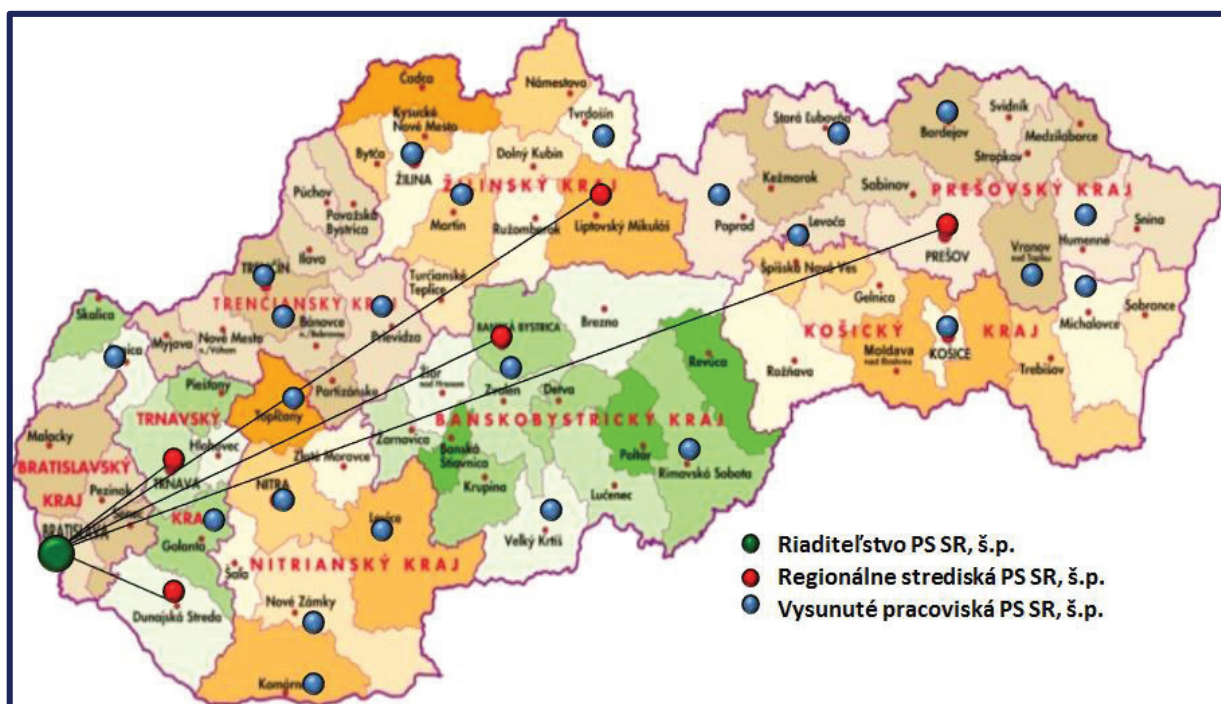 Čadca
Námestovo
Kysucké
Nové Mesto
Tvrdošín
Bytča
Dolný Kubín
ŽILINA
ŽILINSKÝ KRAJ
Púchov
Považská
Bystrica
Martin
Ružomberok
Liptovský Mikuláš
Ilava
Turčianske
Teplice
Stará Ľubovňa
Bardejov
Svidník
Medzilaborce
Stropkov
Kežmarok
Sabinov
PREŠOVSKÝ KRAJ
Poprad
Levoča
PREŠOV
Vranov
nad Topľou
Humenné
Snina
Spišská Nová Ves
Gelnica
Michalovce
Sobrance
KOŠICKÝ KRAJ
Moldava
nad Bodvou
KOŠICE
Trebišov
Rožňava
TRENČÍN
TRENČIANSKY KRAJ
Skalica
Myjava
Nové Mesto
n./Váhom
Bánovce
n./Bebravou
Prievidza
BANSKÁ BYSTRICA
Brezno
Revúca
Piešťany
Partizánske
Žiar
nad Hronom
Zvolen
Detva
Topľčany
BANSKOBYSTRICKÝ KRAJ
TRNAVSKÝ
Malacky
Hlohovec
Žarnovica
Banská
Štiavnica
Poltár
Rimavská Sobota
Zlaté Moravce
BRATISLAVSKÝ
KRAJ
TRNAVA
Pezinok
NITRA
Krupina
Lučenec
Senec
Levice
Veľký Krtíš
BRATISLAVA
Galanta
Šaľa
NITRIANSKÝ KRAJ
Dunajská Streda
Nové Zámky
Komárno
Riaditeľstvo PS SR, š.p.
Regionálne strediská PS SR, š.p.
Vysunuté pracoviská PS SR, š.p.